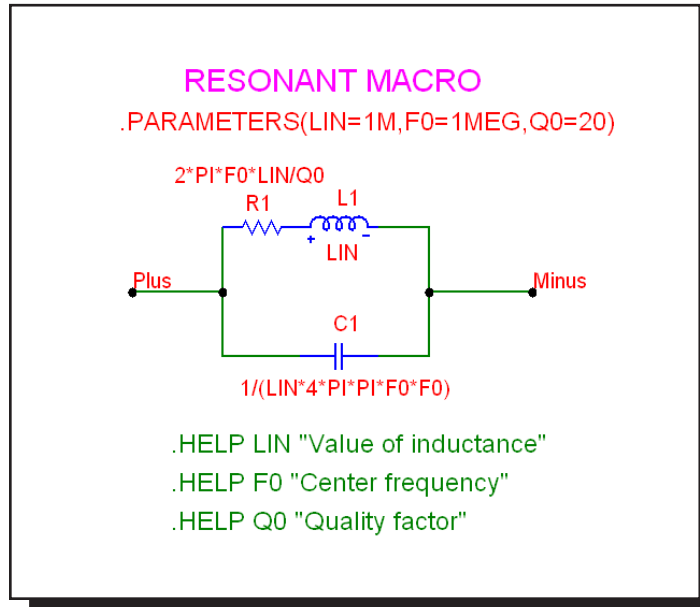 RESONANT MACRO
.PARAMETERS(LIN=1M,F0=1MEG,Q0=20)
2*PI*F0*LIN/Q0
R1
L1
+
-
LIN
Plus
Minus
C1
1/(LIN*4*PI*PI*F0*F0)
.HELP LIN "Value of inductance"
.HELP F0 "Center frequency"
.HELP Q0 "Quality factor"